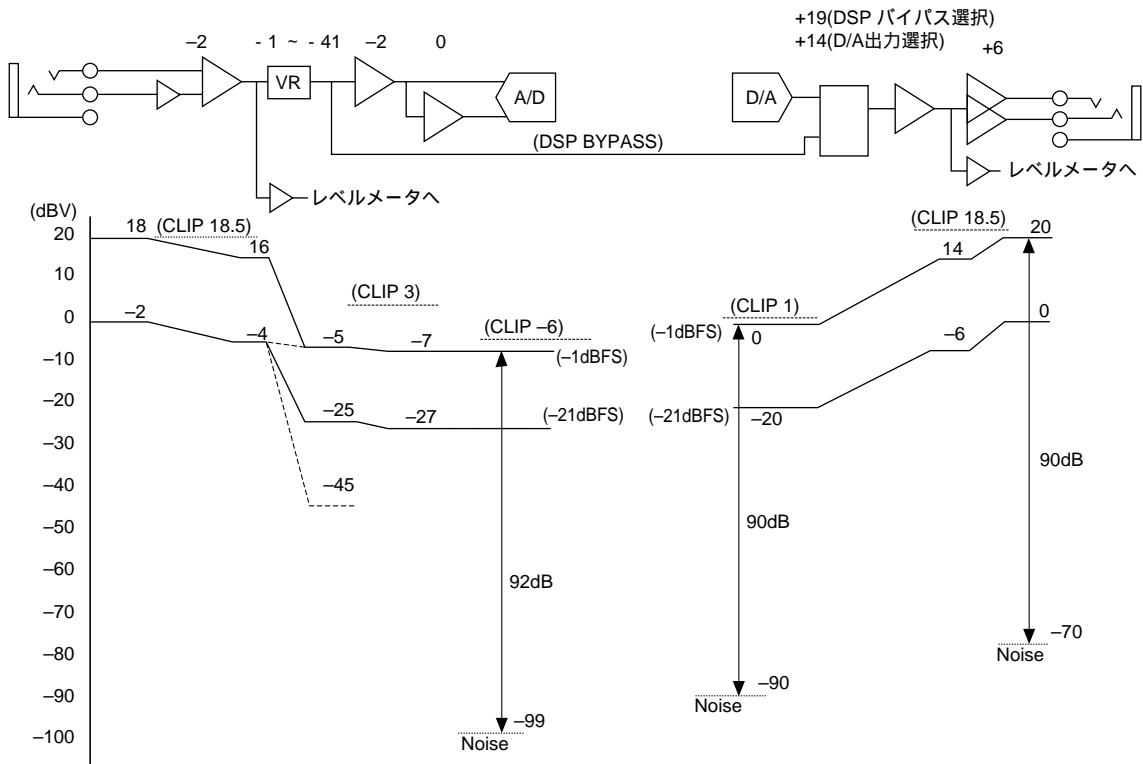 +19(DSP バイパス選択)
+14(D/A出力選択)
–2
- 1 ~ - 41
–2
0
+6
VR
A/D
D/A
(DSP BYPASS)
レベルメータへ
レベルメータへ
(dBV)
20
10
0
–10
–20
–30
–40
–50
–60
–70
–80
–90
–100
18
(CLIP 18.5)
16
–2
–4
(CLIP 3)
–5
–7
(CLIP –6)
(–1dBFS)
–25
–27
(–21dBFS)
–45
92dB
–99
Noise
(CLIP 1)
(–1dBFS)
0
(–21dBFS)
–20
90dB
–90
Noise
(CLIP 18.5)
14
20
–6
0
90dB
–70
Noise